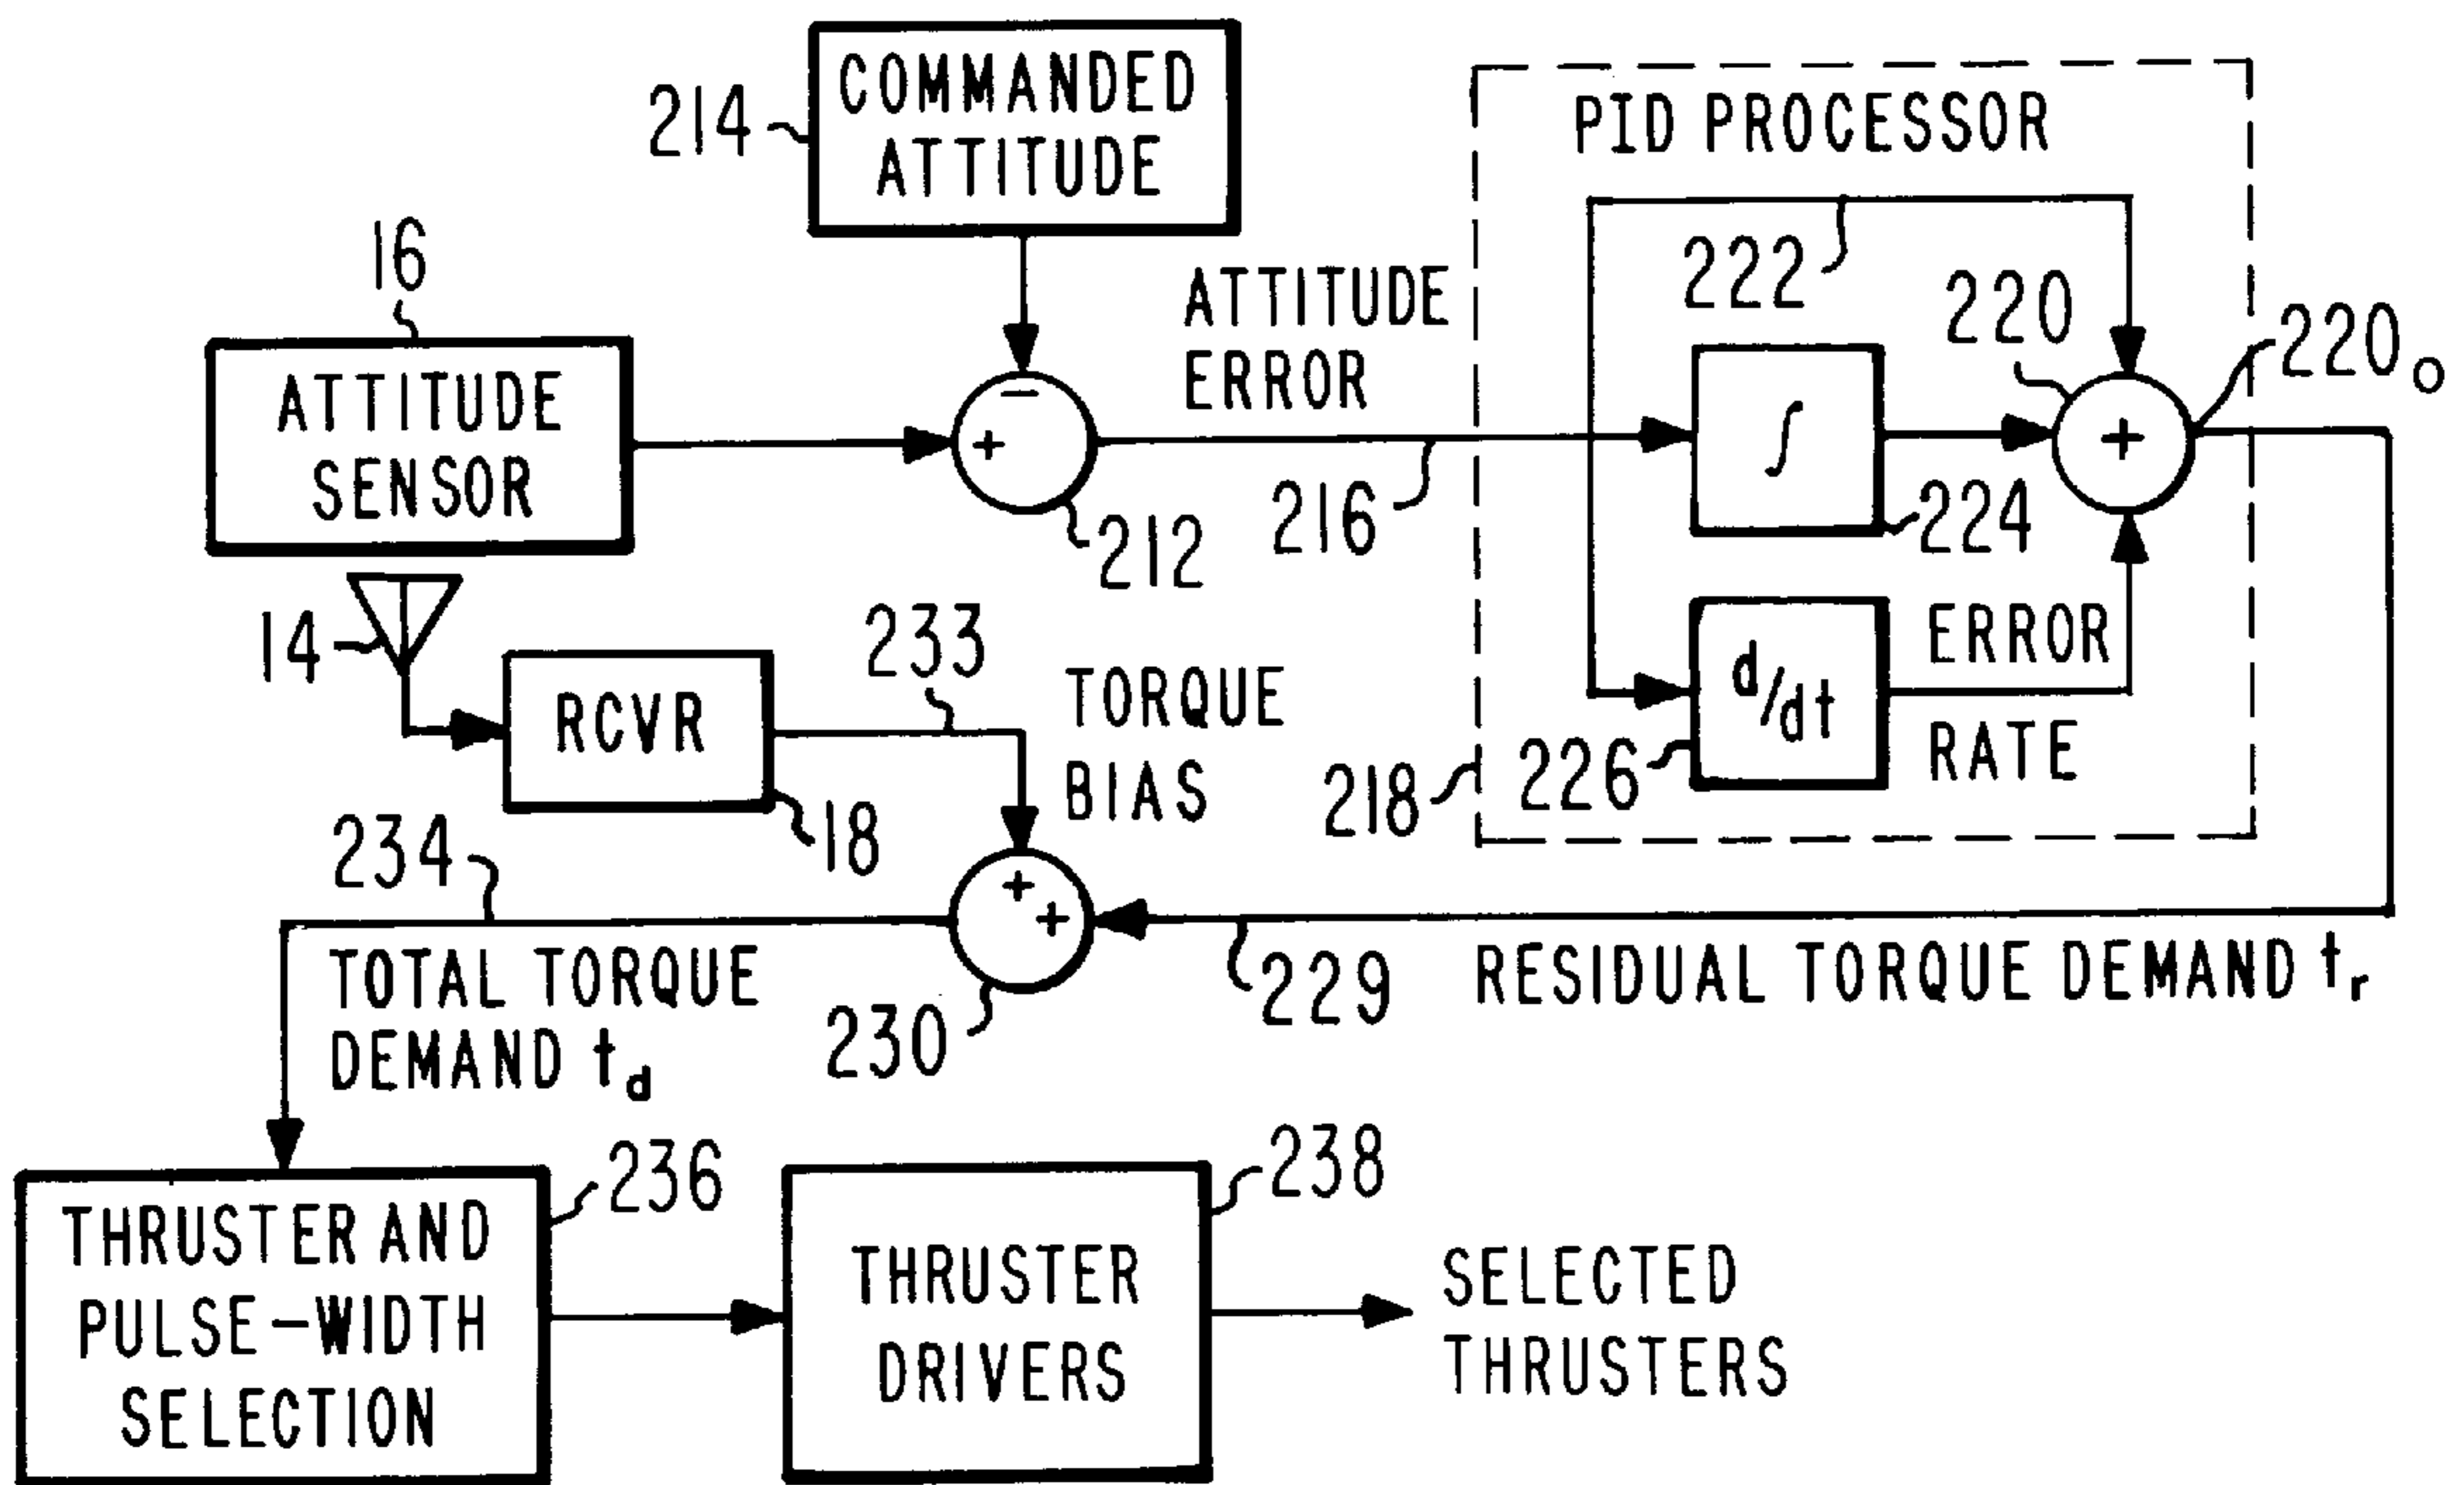 COMMANDED
ATTITUDE
214
PID PROCESSOR
16
222
220
220o
ATTITUDE
ERROR
ATTITUDE
SENSOR
−
+
∫
+
212
216
224
14
233
RCVR
TORQUE
BIAS
d/dt
ERROR
RATE
226
218
18
234
+
+
TOTAL TORQUE
DEMAND td
230
229
RESIDUAL TORQUE DEMAND tr
236
238
THRUSTER AND
PULSE-WIDTH
SELECTION
THRUSTER
DRIVERS
SELECTED
THRUSTERS